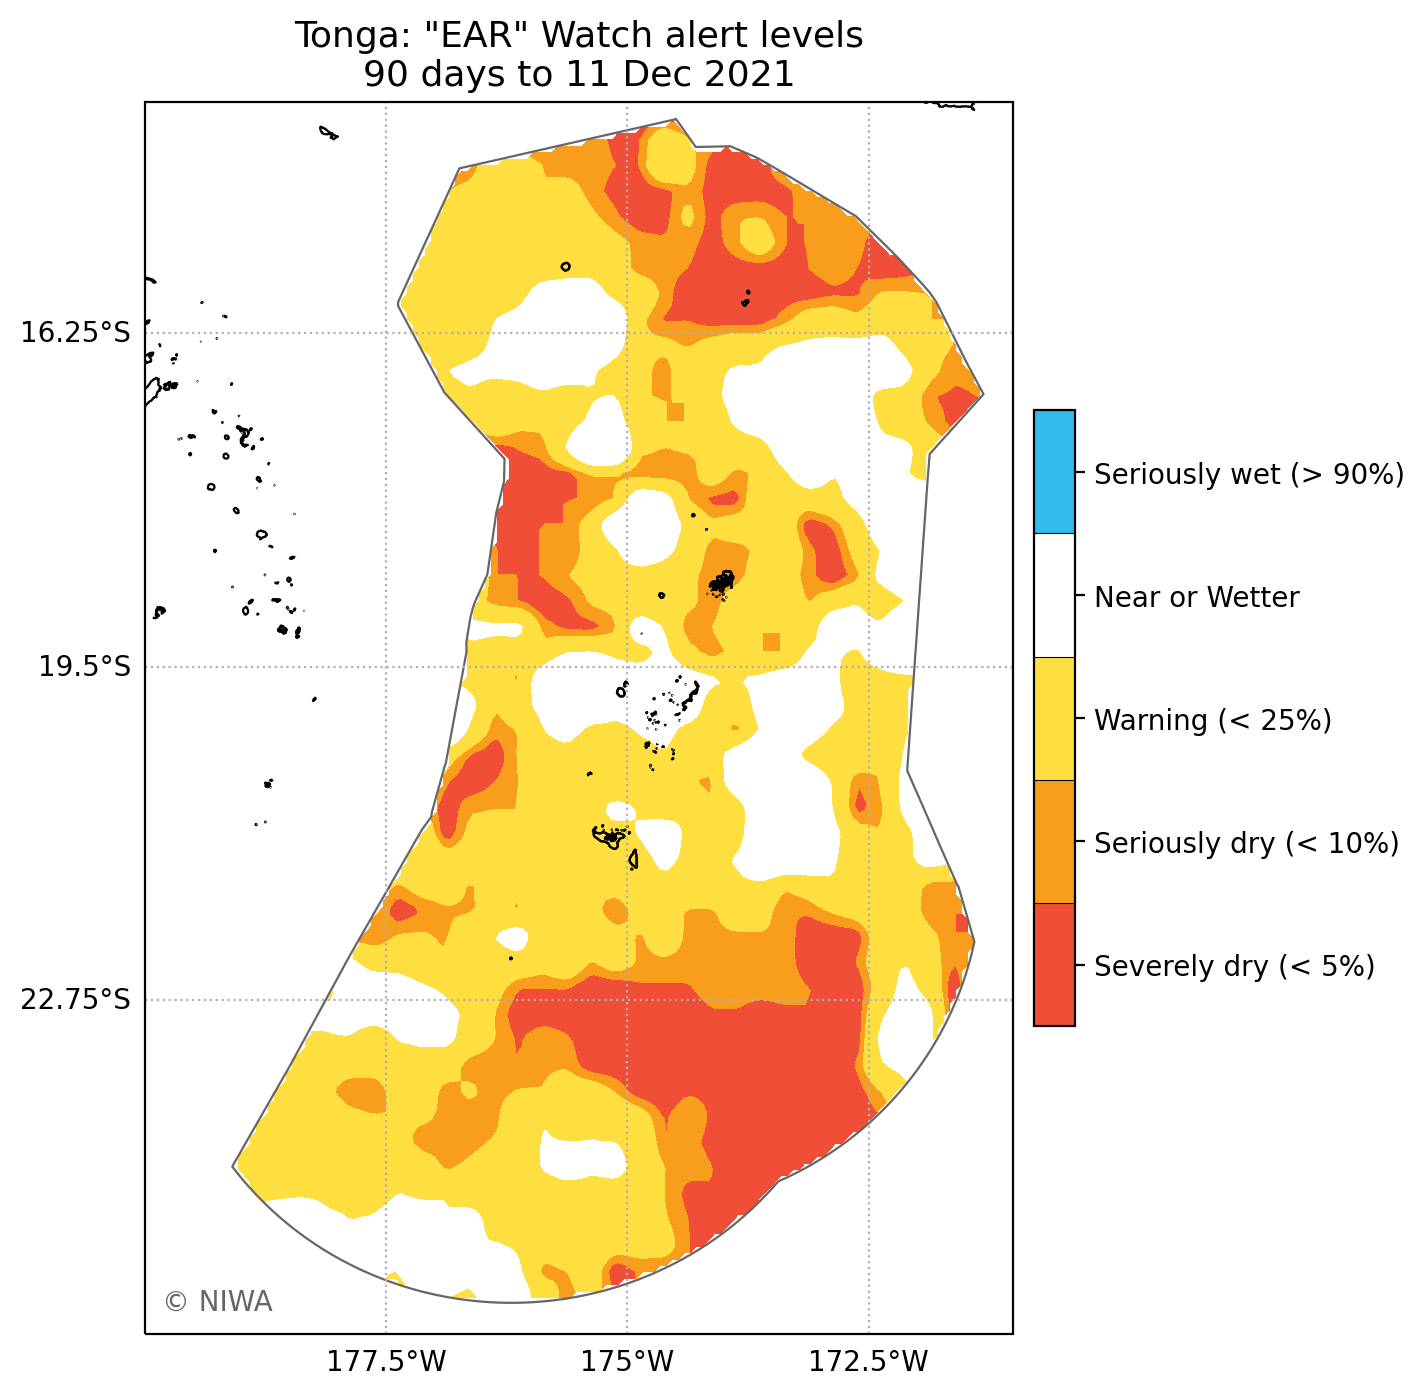 Tonga: "EAR" Watch alert levels
90 days to 11 Dec 2021
16.25°S
19.5°S
22.75°S
177.5°W
175°W
172.5°W
Seriously wet (> 90%)
Near or Wetter
Warning (< 25%)
Seriously dry (< 10%)
Severely dry (< 5%)
© NIWA